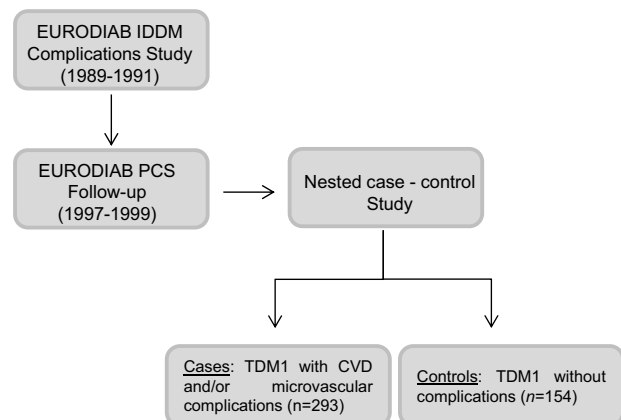 EURODIAB IDDM
Complications Study
(1989-1991)
EURODIAB PCS
Follow-up
(1997-1999)
Nested case - control
Study
Cases: TDM1 with CVD
and/or microvascular
complications (n=293)
Controls: TDM1 without
complications (n=154)